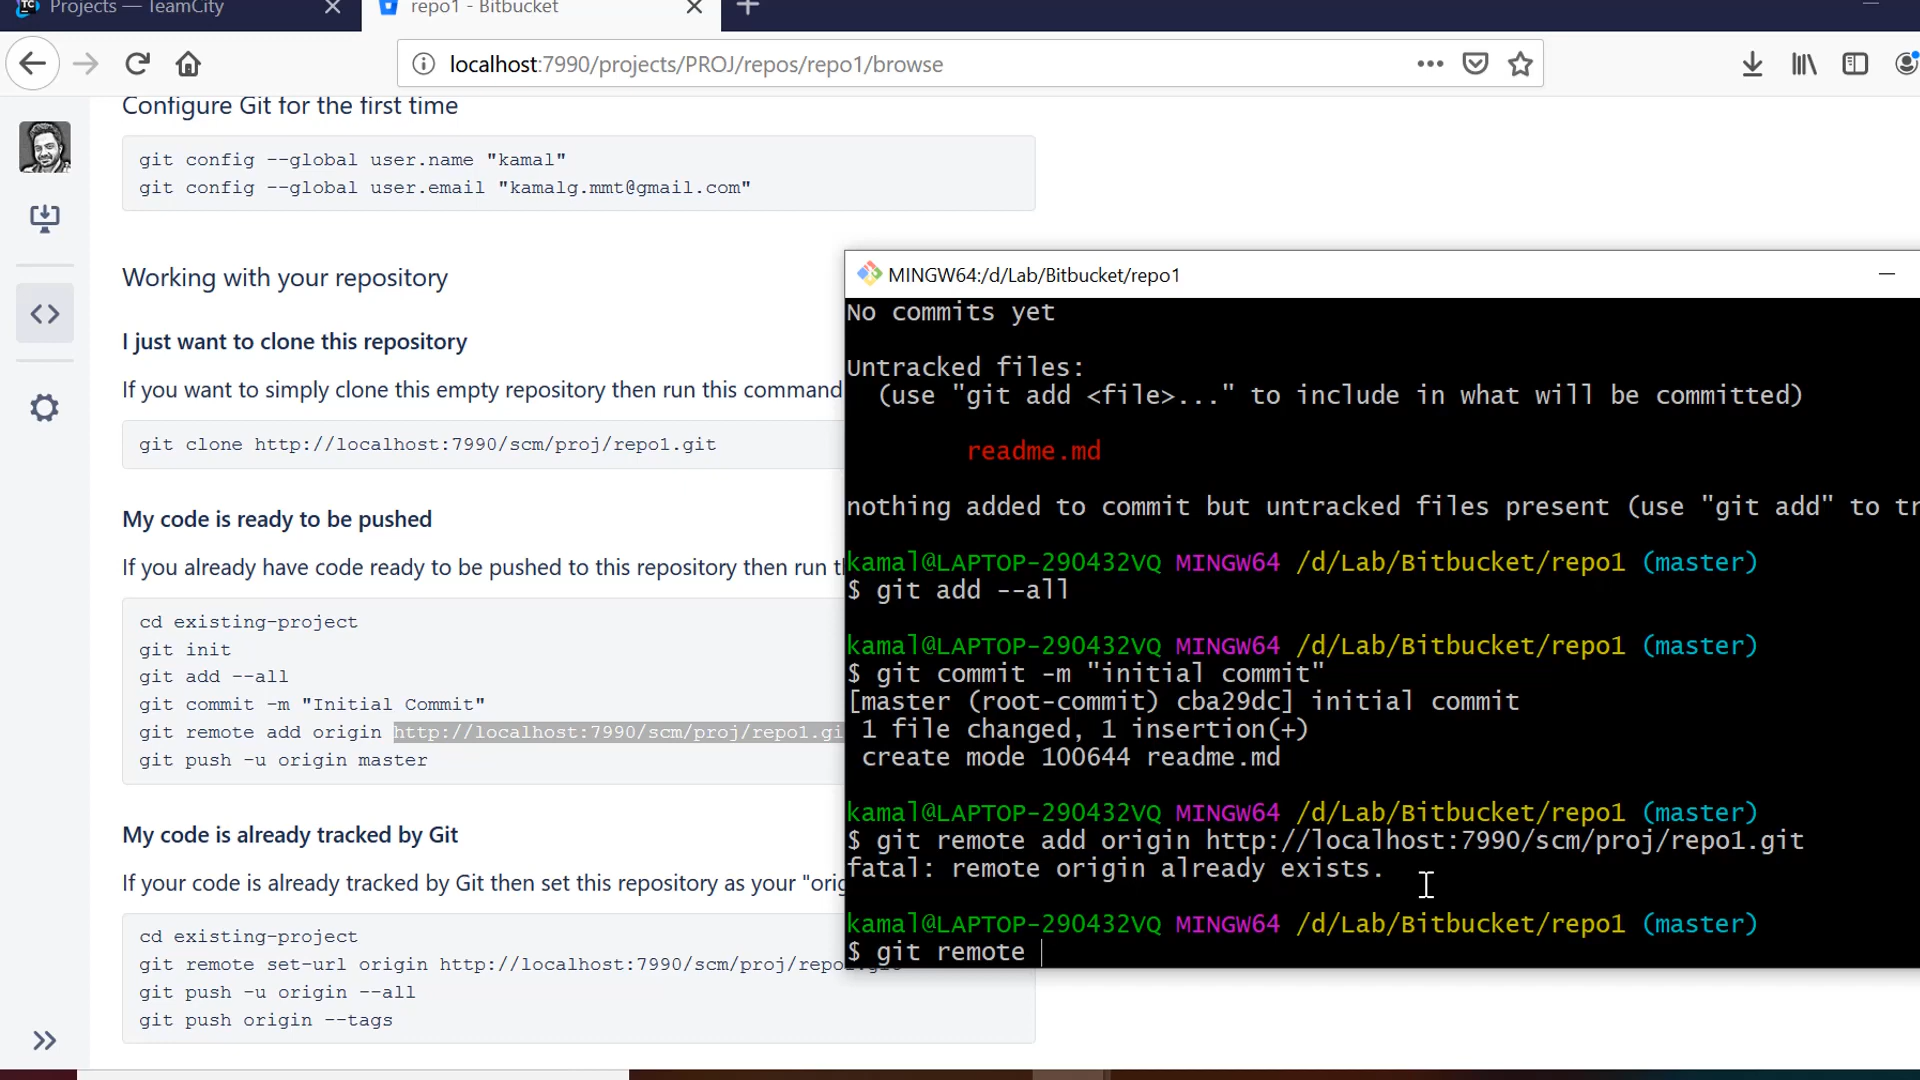 Projects — TeamCity
repo1 - Bitbucket
localhost:7990/projects/PROJ/repos/repo1/browse
Configure Git for the first time
git config --global user.name "kamal"
git config --global user.email "kamalg.mmt@gmail.com"
Working with your repository
I just want to clone this repository
If you want to simply clone this empty repository then run this command
git clone http://localhost:7990/scm/proj/repo1.git
My code is ready to be pushed
If you already have code ready to be pushed to this repository then run th
cd existing-project
git init
git add --all
git commit -m "Initial Commit"
git remote add origin http://localhost:7990/scm/proj/repo1.gi
git push -u origin master
My code is already tracked by Git
If your code is already tracked by Git then set this repository as your "orig
cd existing-project
git remote set-url origin http://localhost:7990/scm/proj/repo1.git
git push -u origin --all
git push origin --tags
MINGW64:/d/Lab/Bitbucket/repo1
No commits yet
Untracked files:
(use "git add <file>..." to include in what will be committed)
readme.md
nothing added to commit but untracked files present (use "git add" to tr
kamal@LAPTOP-290432VQ MINGW64 /d/Lab/Bitbucket/repo1 (master)
$ git add --all
kamal@LAPTOP-290432VQ MINGW64 /d/Lab/Bitbucket/repo1 (master)
$ git commit -m "initial commit"
[master (root-commit) cba29dc] initial commit
1 file changed, 1 insertion(+)
create mode 100644 readme.md
kamal@LAPTOP-290432VQ MINGW64 /d/Lab/Bitbucket/repo1 (master)
$ git remote add origin http://localhost:7990/scm/proj/repo1.git
fatal: remote origin already exists.
kamal@LAPTOP-290432VQ MINGW64 /d/Lab/Bitbucket/repo1 (master)
$ git remote